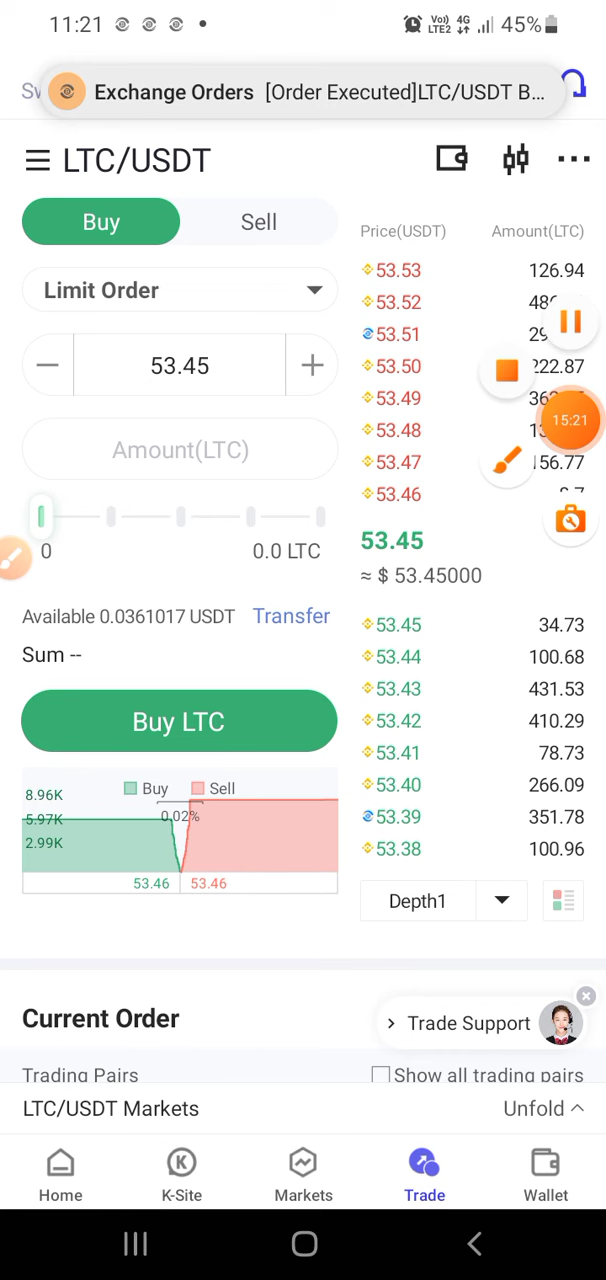 11:21 Vo)) LTE2 4G 45%
Exchange Orders [Order Executed]LTC/USDT B...
LTC/USDT
Buy Sell
Price(USDT) Amount(LTC)
Limit Order
53.45
Amount(LTC)
0 0.0 LTC
Available 0.0361017 USDT Transfer
Sum --
Buy LTC
53.53 126.94
53.52
53.51
53.50 222.87
53.49
53.48
53.47 156.77
53.46
15:21
53.45
≈ $ 53.45000
53.45 34.73
53.44 100.68
53.43 431.53
53.42 410.29
53.41 78.73
53.40 266.09
53.39 351.78
53.38 100.96
Buy Sell
8.96K
0.02%
5.97K
2.99K
53.46 53.46
Depth1
Current Order
> Trade Support
Trading Pairs Show all trading pairs
LTC/USDT Markets Unfold
Home K-Site Markets Trade Wallet